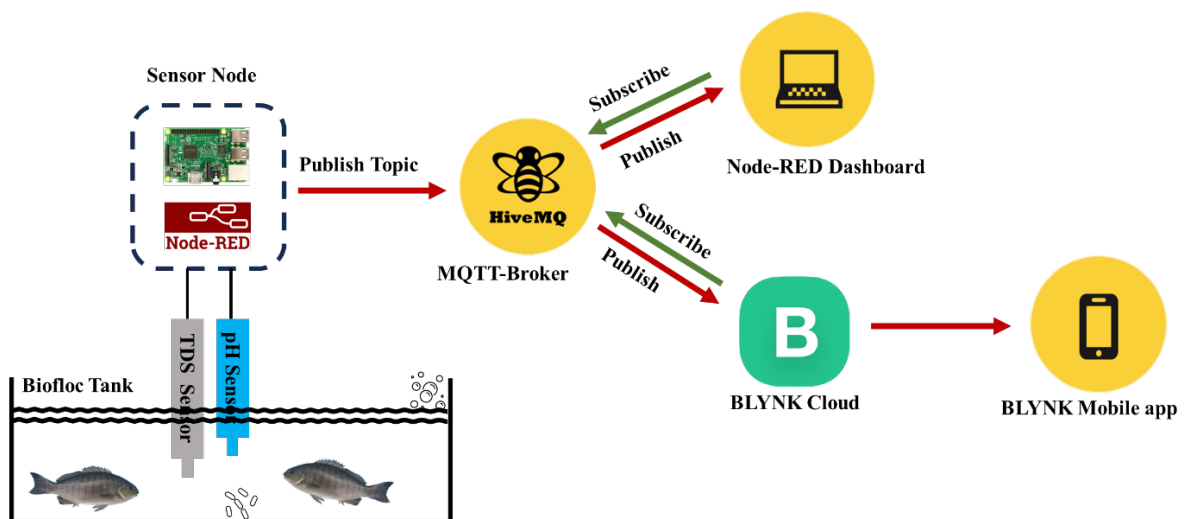 Sensor Node
Node-RED
Publish Topic
HiveMQ
MQTT-Broker
Subscribe
Publish
Node-RED Dashboard
Subscribe
Publish
B
BLYNK Cloud
BLYNK Mobile app
Biofloc Tank
TDS Sensor
pH Sensor